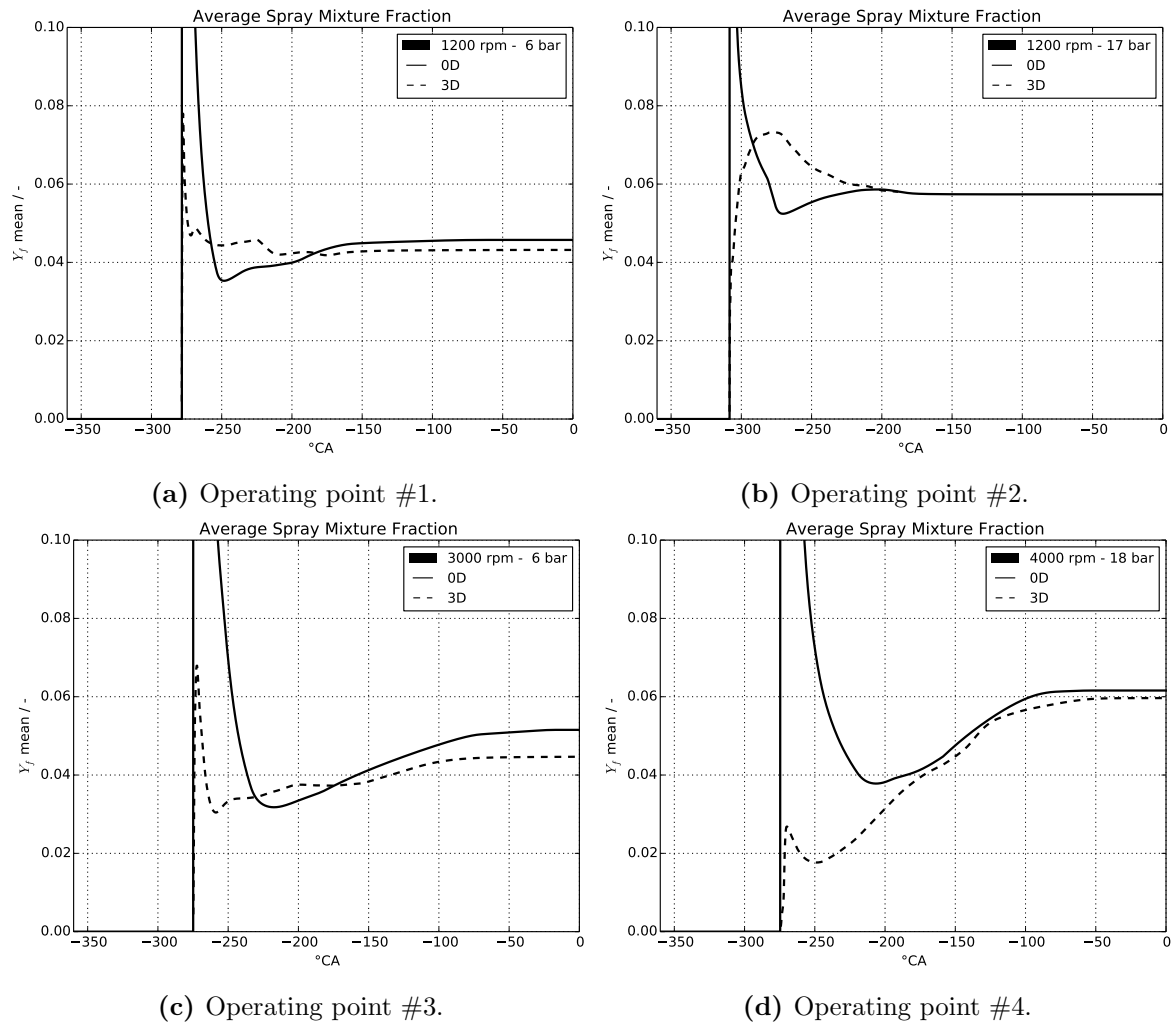 Average Spray Mixture Fraction
1200 rpm - 6 bar
0D
3D
0.10
0.08
0.06
0.04
0.02
0.00
Y_f mean / -
−350 −300 −250 −200 −150 −100 −50 0
°CA
(a) Operating point #1.
Average Spray Mixture Fraction
1200 rpm - 17 bar
0D
3D
0.10
0.08
0.06
0.04
0.02
0.00
Y_f mean / -
−350 −300 −250 −200 −150 −100 −50 0
°CA
(b) Operating point #2.
Average Spray Mixture Fraction
3000 rpm - 6 bar
0D
3D
0.10
0.08
0.06
0.04
0.02
0.00
Y_f mean / -
−350 −300 −250 −200 −150 −100 −50 0
°CA
(c) Operating point #3.
Average Spray Mixture Fraction
4000 rpm - 18 bar
0D
3D
0.10
0.08
0.06
0.04
0.02
0.00
Y_f mean / -
−350 −300 −250 −200 −150 −100 −50 0
°CA
(d) Operating point #4.